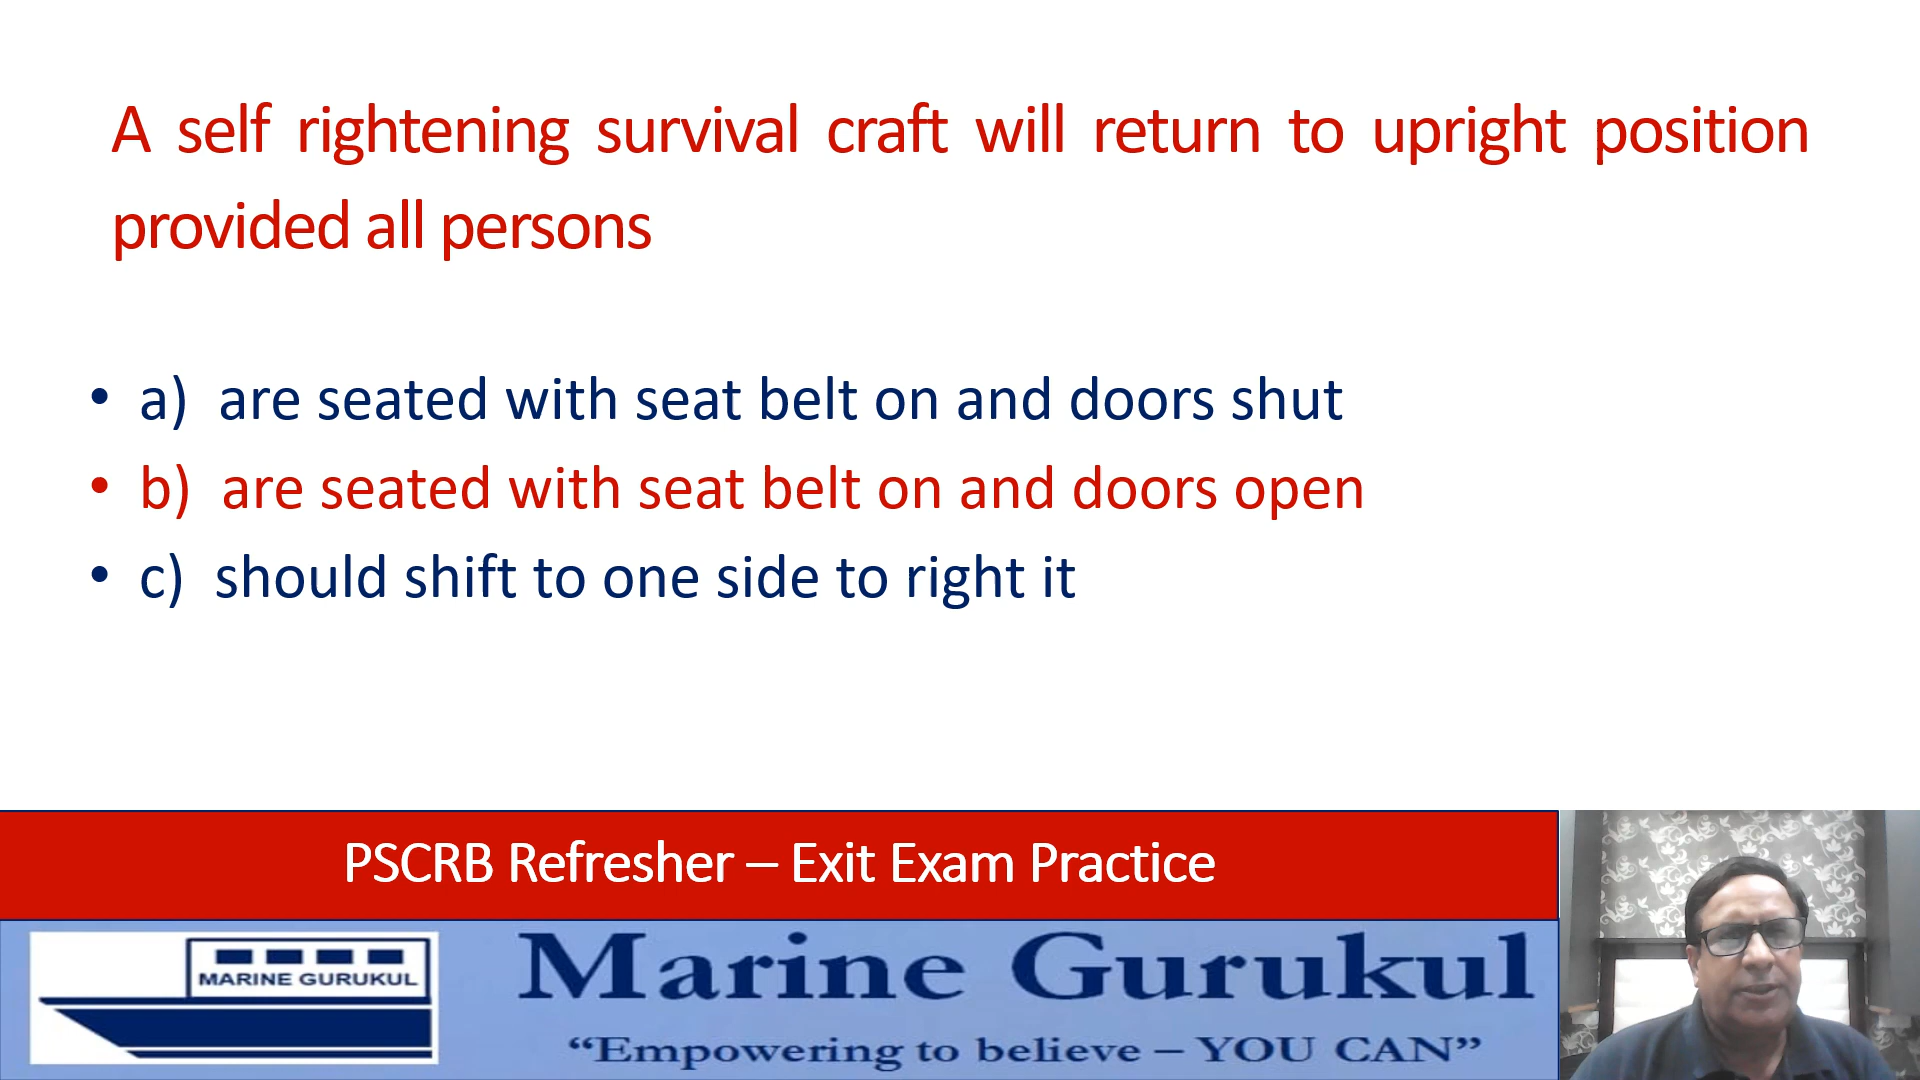 A self rightening survival craft will return to upright position
provided all persons
• a) are seated with seat belt on and doors shut
• b) are seated with seat belt on and doors open
• c) should shift to one side to right it
PSCRB Refresher – Exit Exam Practice
MARINE GURUKUL
Marine Gurukul
“Empowering to believe – YOU CAN”